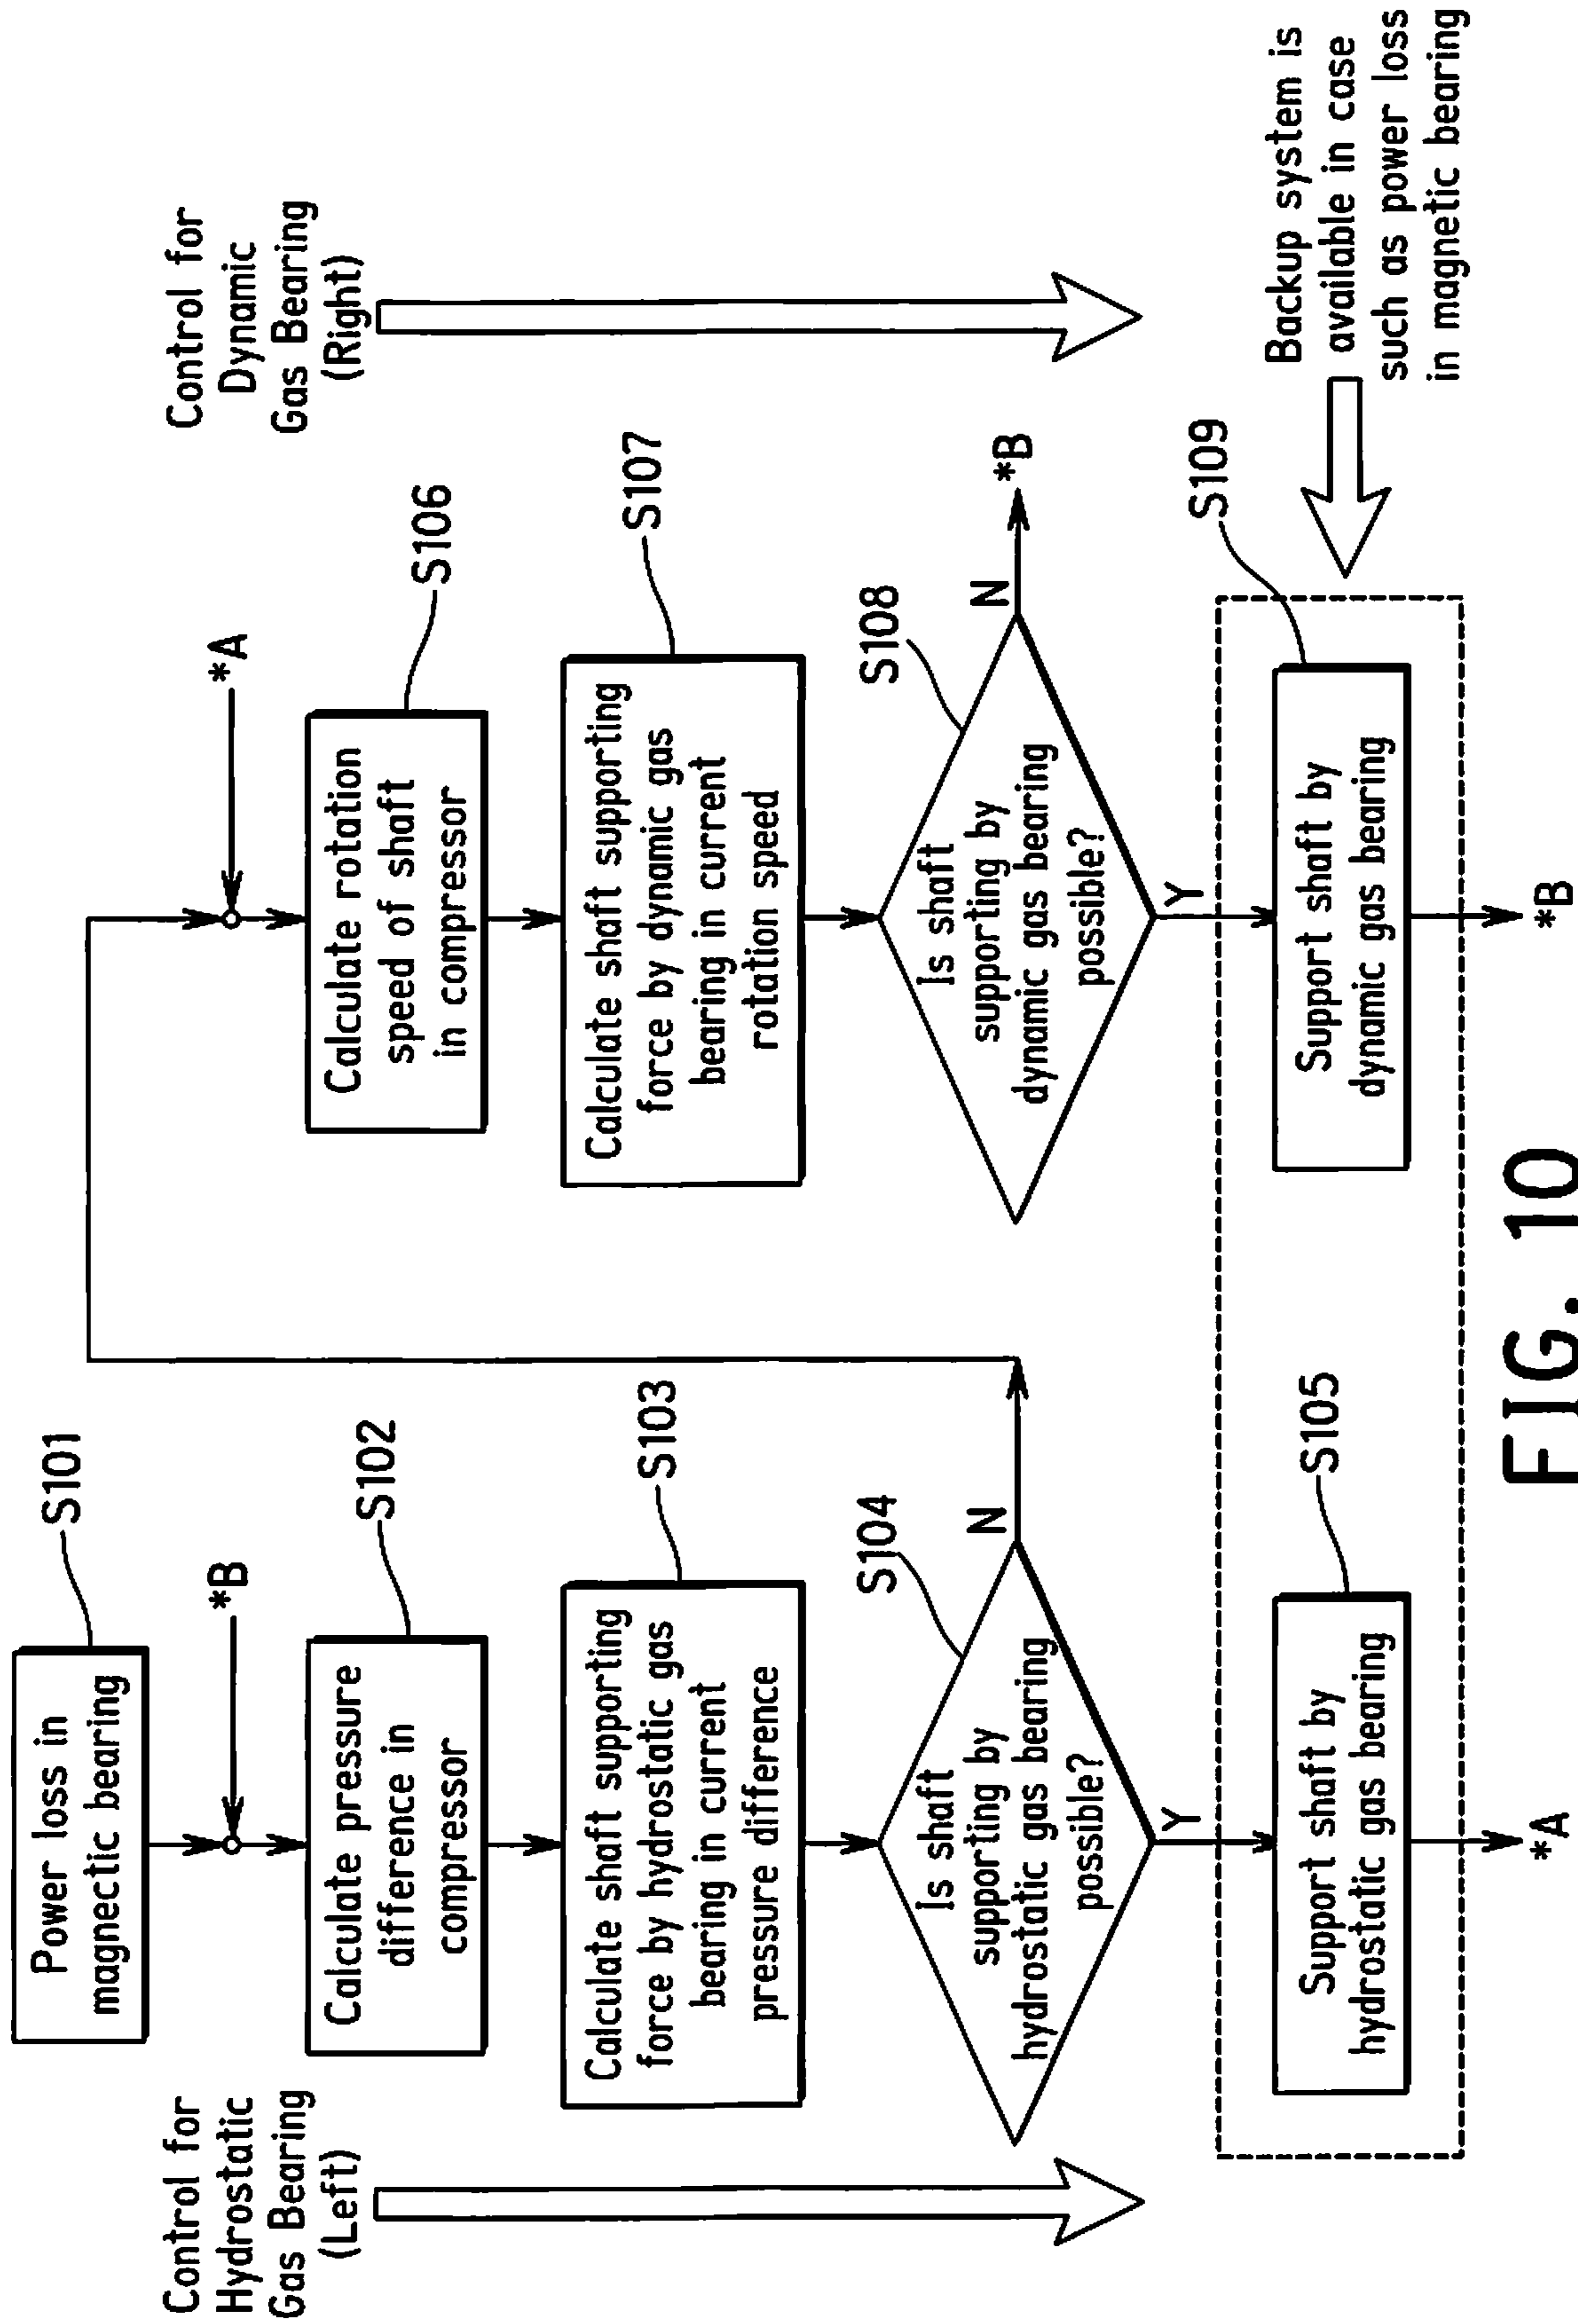 Control for
Hydrostatic
Gas Bearing
(Left)
Power loss in
magnectic bearing
S101
*B
Calculate pressure
difference in
compressor
S102
Calculate shaft supporting
force by hydrostatic gas
bearing in current
pressure difference
S103
Is shaft
supporting by
hydrostatic gas bearing
possible?
S104
N
Y
Support shaft by
hydrostatic gas bearing
S105
*A
Control for
Dynamic
Gas Bearing
(Right)
*A
Calculate rotation
speed of shaft
in compressor
S106
Calculate shaft supporting
force by dynamic gas
bearing in current
rotation speed
S107
Is shaft
supporting by
dynamic gas bearing
possible?
S108
N
*B
Y
Support shaft by
dynamic gas bearing
S109
*B
Backup system is
available in case
such as power loss
in magnetic bearing
FIG. 10